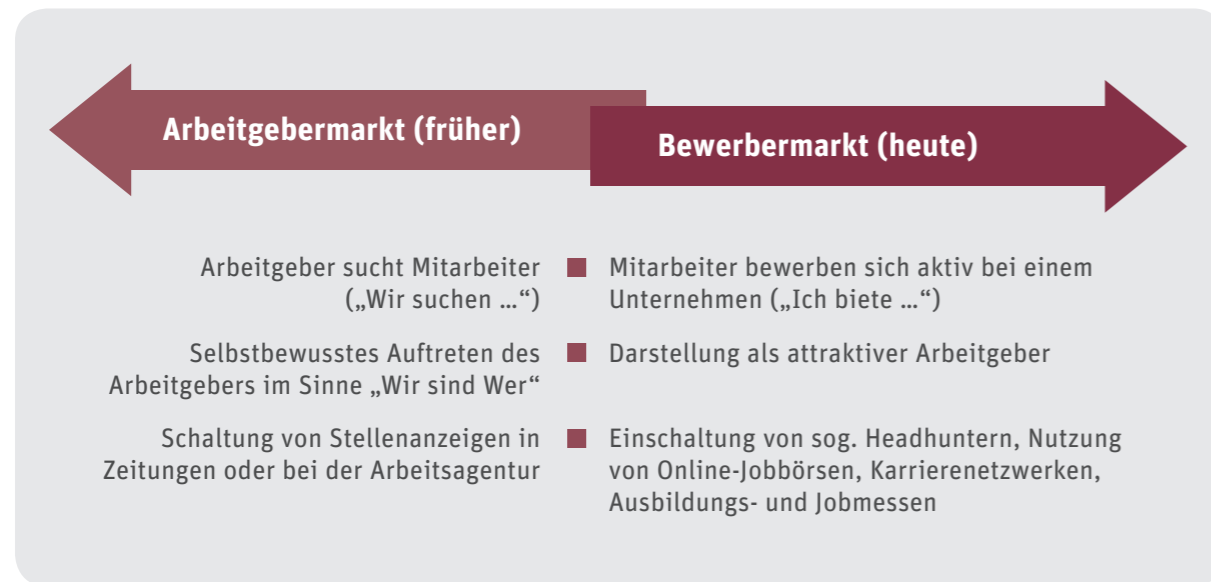 Arbeitgebermarkt (früher)
Bewerbermarkt (heute)
Arbeitgeber sucht Mitarbeiter
(„Wir suchen …“)
Mitarbeiter bewerben sich aktiv bei einem
Unternehmen („Ich biete …“)
Selbstbewusstes Auftreten des
Arbeitgebers im Sinne „Wir sind Wer“
Darstellung als attraktiver Arbeitgeber
Schaltung von Stellenanzeigen in
Zeitungen oder bei der Arbeitsagentur
Einschaltung von sog. Headhuntern, Nutzung
von Online-Jobbörsen, Karrierenetzwerken,
Ausbildungs- und Jobmessen